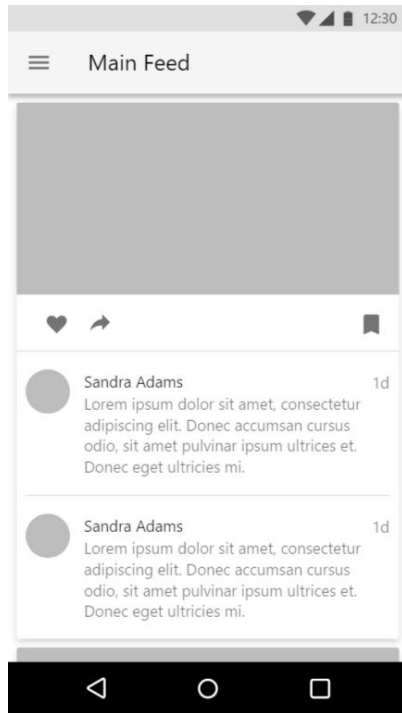 12:30
Main Feed
Sandra Adams 1d
Lorem ipsum dolor sit amet, consectetur
adipiscing elit. Donec accumsan cursus
odio, sit amet pulvinar ipsum ultrices et.
Donec eget ultricies mi.
Sandra Adams 1d
Lorem ipsum dolor sit amet, consectetur
adipiscing elit. Donec accumsan cursus
odio, sit amet pulvinar ipsum ultrices et.
Donec eget ultricies mi.